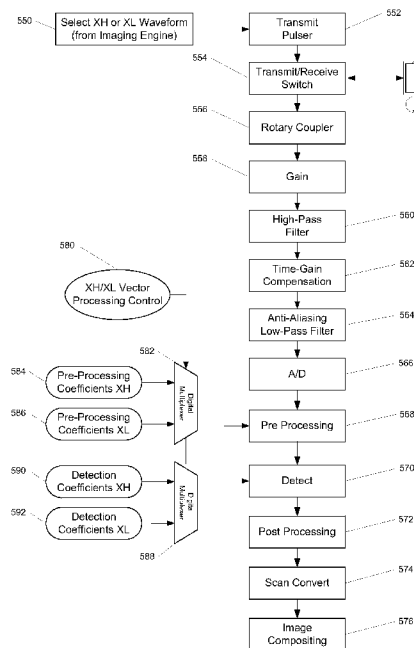 550
Select XH or XL Waveform
(from Imaging Engine)
Transmit
Pulser
552
554
Transmit/Receive
Switch
556
Rotary Coupler
558
Gain
High-Pass
Filter
560
580
XH/XL Vector
Processing Control
Time-Gain
Compensation
562
Anti-Aliasing
Low-Pass Filter
564
582
584
Pre-Processing
Coefficients XH
586
Pre-Processing
Coefficients XL
Digital
Multiplexer
A/D
566
Pre Processing
568
590
Detection
Coefficients XH
592
Detection
Coefficients XL
Digital
Multiplexer
588
Detect
570
Post Processing
572
Scan Convert
574
Image
Compositing
576